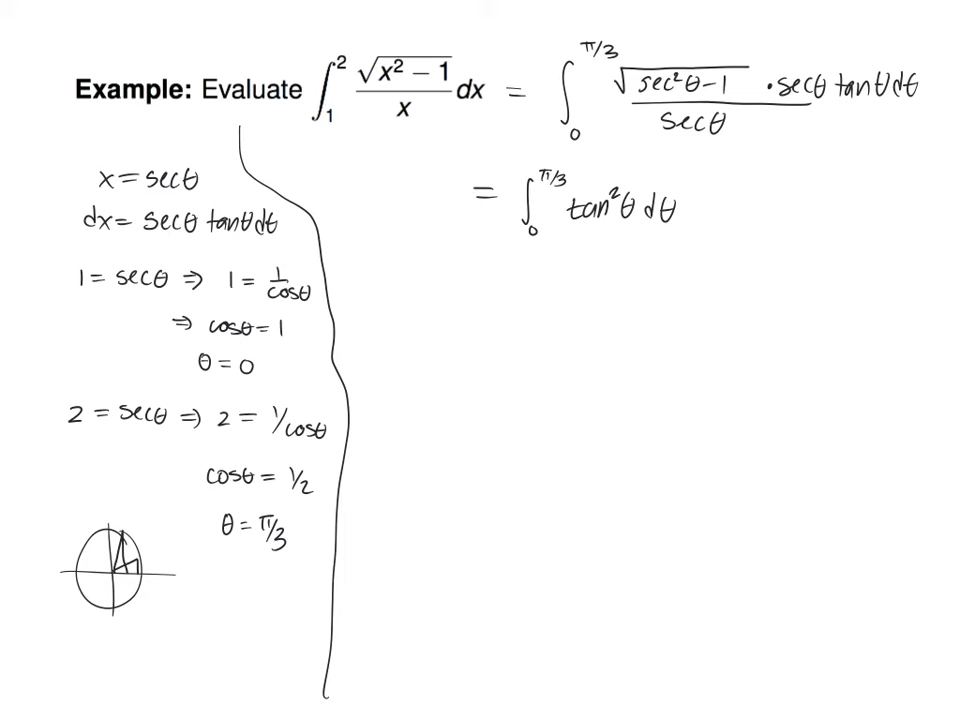 Example: Evaluate ∫₁² √(x² − 1)/x dx = ∫₀^{π/3} √(sec²θ−1)/secθ · secθ tanθ dθ
= ∫₀^{π/3} tan²θ dθ
x = secθ
dx = secθ tanθ dθ
1 = secθ ⇒ 1 = 1/cosθ
⇒ cosθ = 1
θ = 0
2 = secθ ⇒ 2 = 1/cosθ
cosθ = 1/2
θ = π/3